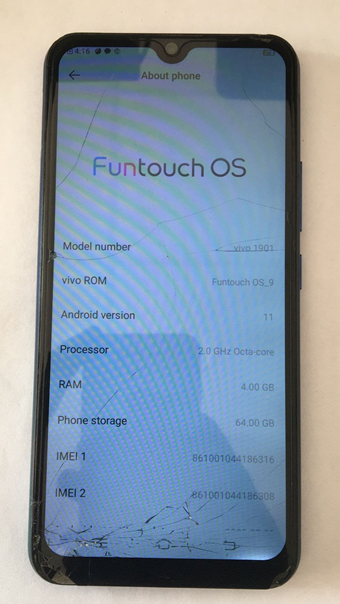 4:16
About phone
Funtouch OS
Model number vivo 1901
vivo ROM Funtouch OS_9
Android version 11
Processor 2.0 GHz Octa-core
RAM 4.00 GB
Phone storage 64.00 GB
IMEI 1 861001044186316
IMEI 2 861001044186308